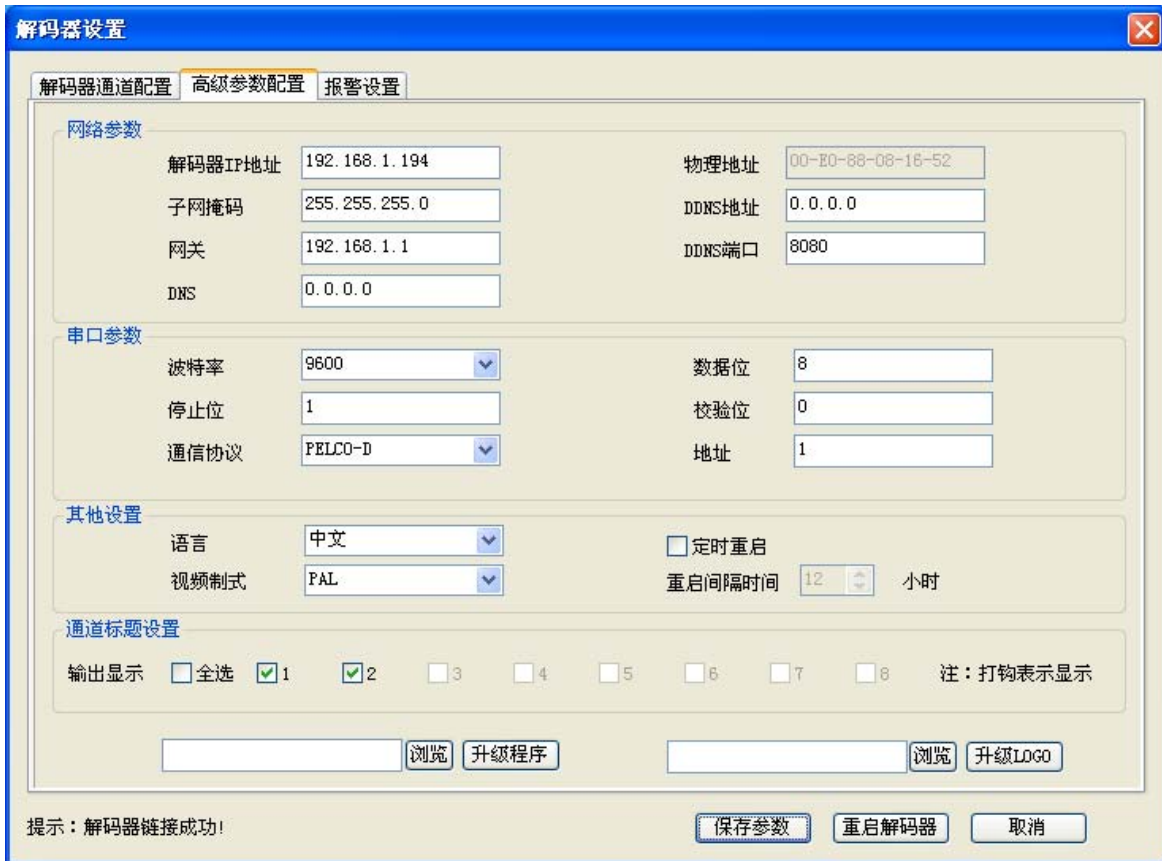 解码器设置
解码器通道配置 高级参数配置 报警设置
网络参数
解码器IP地址 192.168.1.194 物理地址 00-E0-88-08-16-52
子网掩码 255.255.255.0 DDNS地址 0.0.0.0
网关 192.168.1.1 DDNS端口 8080
DNS 0.0.0.0
串口参数
波特率 9600 数据位 8
停止位 1 校验位 0
通信协议 PELCO-D 地址 1
其他设置
语言 中文 定时重启
视频制式 PAL 重启间隔时间 12 小时
通道标题设置
输出显示 全选 1 2 3 4 5 6 7 8 注：打钩表示显示
浏览 升级程序 浏览 升级LOGO
提示：解码器链接成功! 保存参数 重启解码器 取消